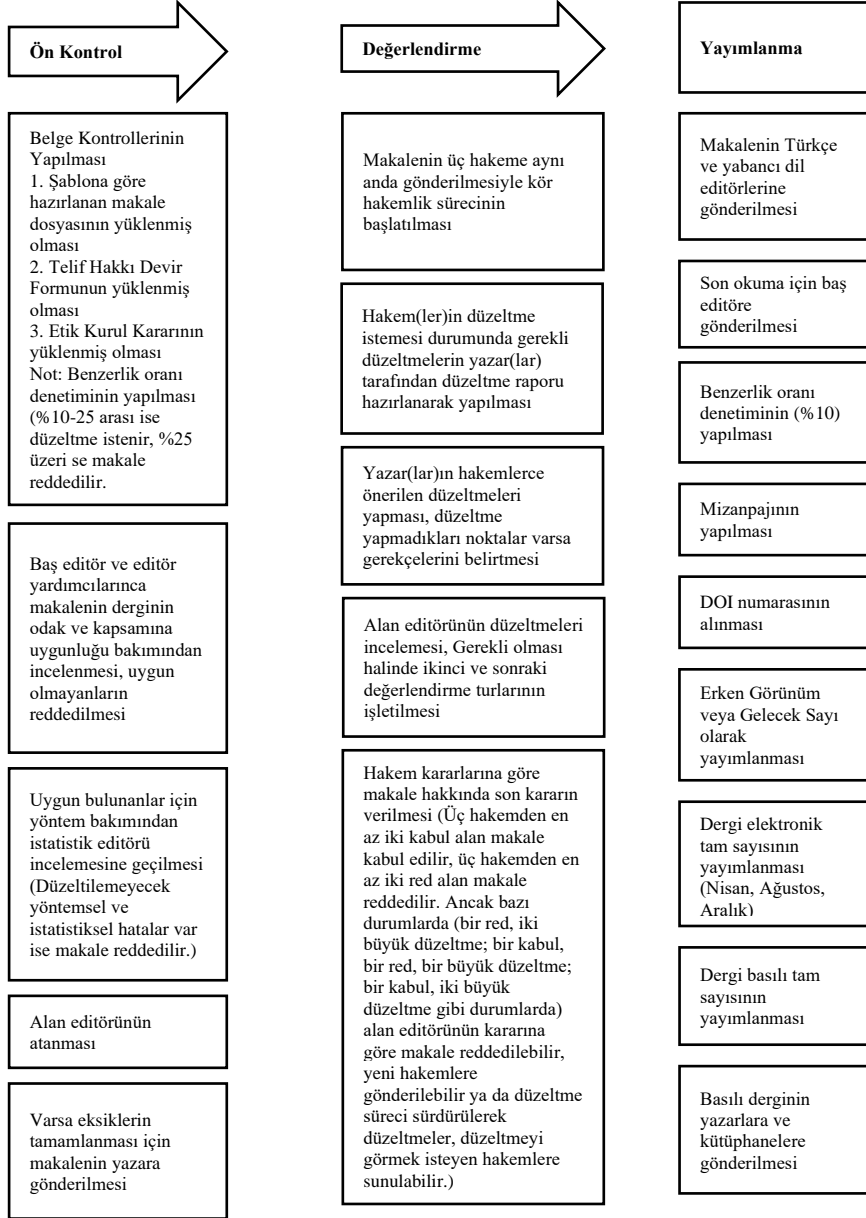 Ön Kontrol
Belge Kontrollerinin
Yapılması
1. Şablona göre
hazırlanan makale
dosyasının yüklenmiş
olması
2. Telif Hakkı Devir
Formunun yüklenmiş
olması
3. Etik Kurul Kararının
yüklenmiş olması
Not: Benzerlik oranı
denetiminin yapılması
(%10-25 arası ise
düzeltme istenir, %25
üzeri se makale
reddedilir.
Baş editör ve editör
yardımcılarınca
makalenin derginin
odak ve kapsamına
uygunluğu bakımından
incelenmesi, uygun
olmayanların
reddedilmesi
Uygun bulunanlar için
yöntem bakımından
istatistik editörü
incelemesine geçilmesi
(Düzeltilemeyecek
yöntemsel ve
istatistiksel hatalar var
ise makale reddedilir.)
Alan editörünün
atanması
Varsa eksiklerin
tamamlanması için
makalenin yazara
gönderilmesi
Değerlendirme
Makalenin üç hakeme aynı
anda gönderilmesiyle kör
hakemlik sürecinin
başlatılması
Hakem(ler)in düzeltme
istemesi durumunda gerekli
düzeltmelerin yazar(lar)
tarafından düzeltme raporu
hazırlanarak yapılması
Yazar(lar)ın hakemlerce
önerilen düzeltmeleri
yapması, düzeltme
yapmadıkları noktalar varsa
gerekçelerini belirtmesi
Alan editörünün düzeltmeleri
incelemesi, Gerekli olması
halinde ikinci ve sonraki
değerlendirme turlarının
işletilmesi
Hakem kararlarına göre
makale hakkında son kararın
verilmesi (Üç hakemden en
az iki kabul alan makale
kabul edilir, üç hakemden en
az iki red alan makale
reddedilir. Ancak bazı
durumlarda (bir red, iki
büyük düzeltme; bir kabul,
bir red, bir büyük düzeltme;
bir kabul, iki büyük
düzeltme gibi durumlarda)
alan editörünün kararına
göre makale reddedilebilir,
yeni hakemlere
gönderilebilir ya da düzeltme
süreci sürdürülerek
düzeltmeler, düzeltmeyi
görmek isteyen hakemlere
sunulabilir.)
Yayımlanma
Makalenin Türkçe
ve yabancı dil
editörlerine
gönderilmesi
Son okuma için baş
editöre
gönderilmesi
Benzerlik oranı
denetiminin (%10)
yapılması
Mizanpajının
yapılması
DOI numarasının
alınması
Erken Görünüm
veya Gelecek Sayı
olarak
yayımlanması
Dergi elektronik
tam sayısının
yayımlanması
(Nisan, Ağustos,
Aralık)
Dergi basılı tam
sayısının
yayımlanması
Basılı derginin
yazarlara ve
kütüphanelere
gönderilmesi